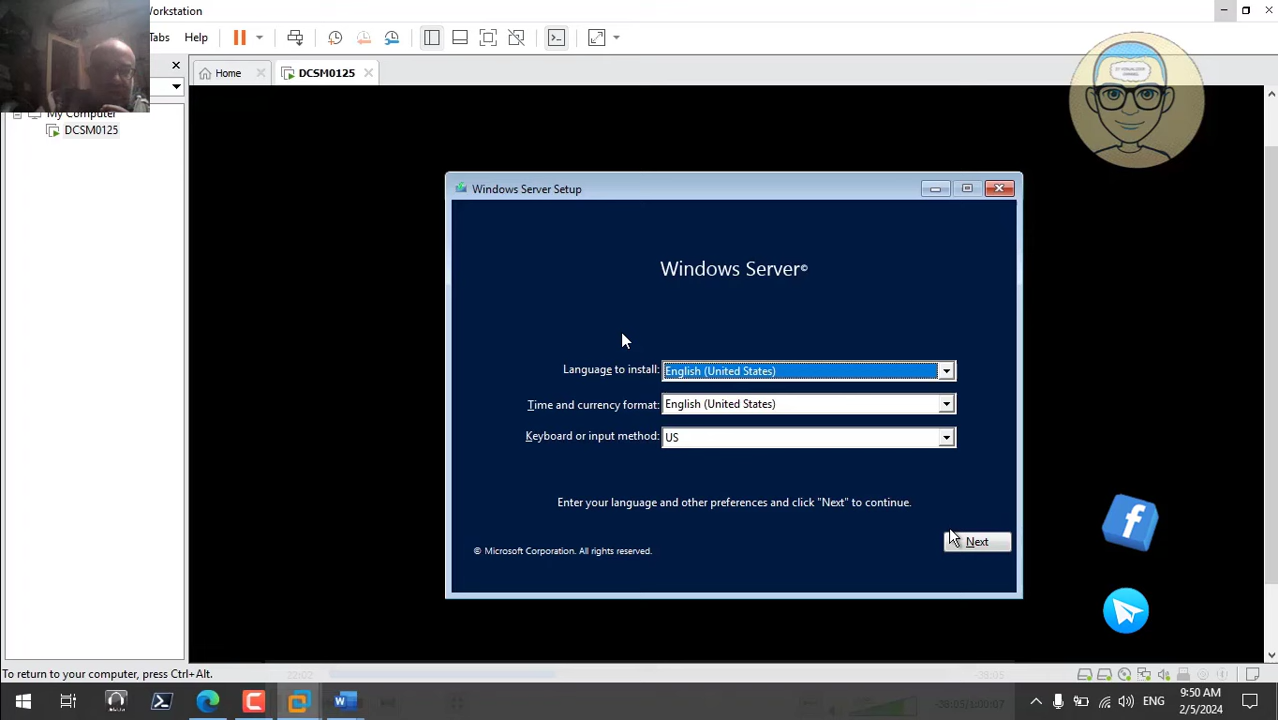 Workstation
Tabs Help
Home DCSM0125
My Computer
DCSM0125
Windows Server Setup
Windows Server©
Language to install: English (United States)
Time and currency format: English (United States)
Keyboard or input method: US
Enter your language and other preferences and click "Next" to continue.
Next
© Microsoft Corporation. All rights reserved.
To return to your computer, press Ctrl+Alt.
ENG
9:50 AM
2/5/2024